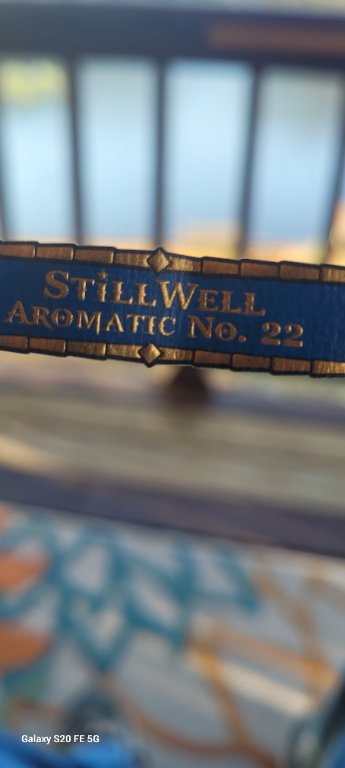 StillWell
Aromatic No. 22
Galaxy S20 FE 5G